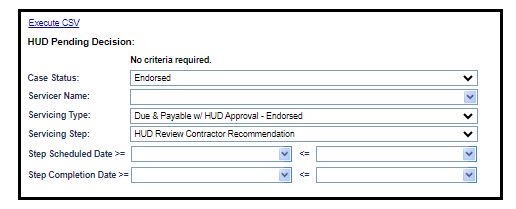 Execute CSV
HUD Pending Decision:
No criteria required.
Case Status: Endorsed
Servicer Name:
Servicing Type: Due & Payable w/ HUD Approval - Endorsed
Servicing Step: HUD Review Contractor Recommendation
Step Scheduled Date >= <=
Step Completion Date >= <=